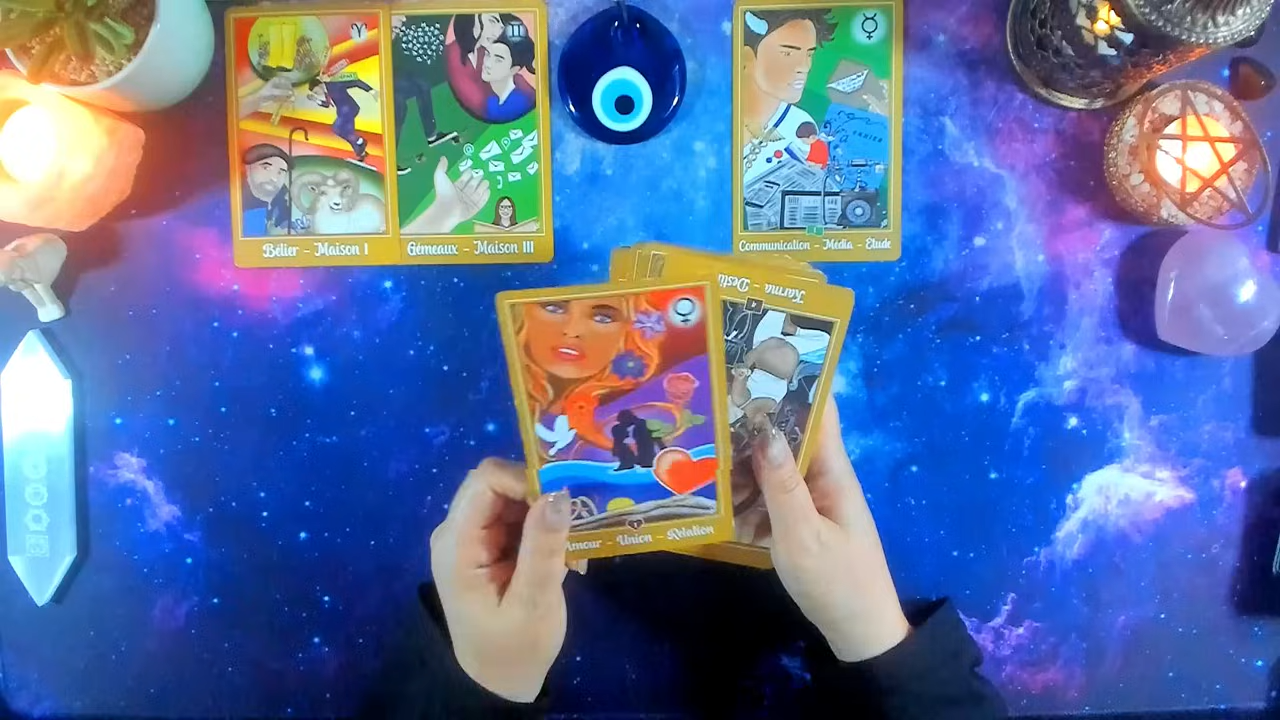 Bélier - Maison I
Gémeaux - Maison III
Communication - Média - Etude
Karma - Desti
Amour - Union - Relation